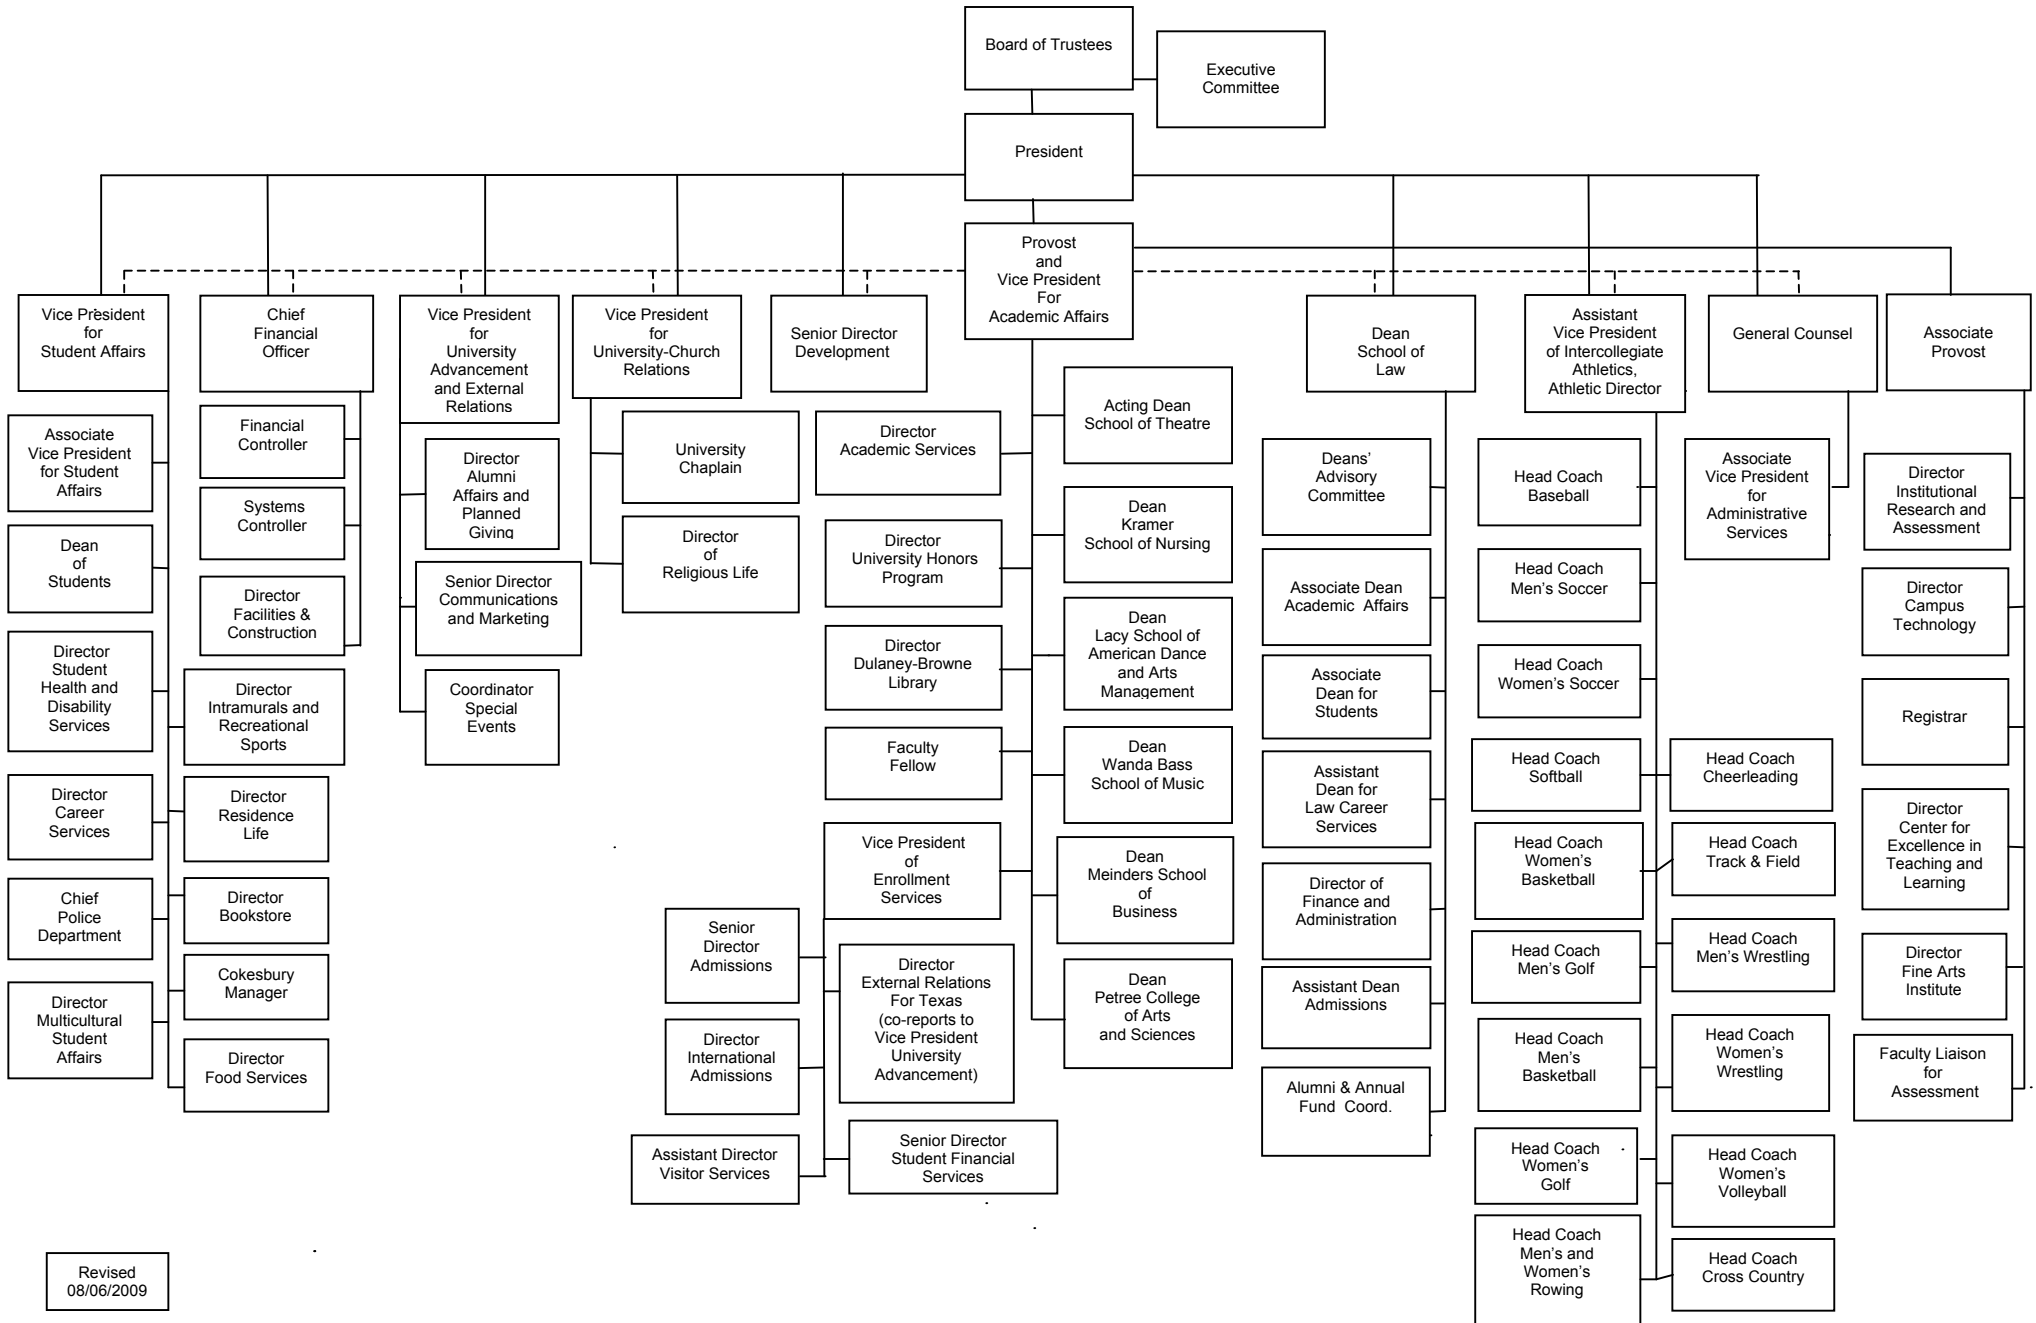 Board of Trustees
Executive
Committee
President
Provost
and
Vice President
For
Academic Affairs
Vice President
for
Student Affairs
Chief
Financial
Officer
Vice President
for
University
Advancement
and External
Relations
Vice President
for
University-Church
Relations
Senior Director
Development
Dean
School of
Law
Assistant
Vice President
of Intercollegiate
Athletics,
Athletic Director
General Counsel
Associate
Provost
Associate
Vice President
for Student
Affairs
Dean
of
Students
Director
Student
Health and
Disability
Services
Director
Career
Services
Chief
Police
Department
Director
Multicultural
Student
Affairs
Director
Intramurals and
Recreational
Sports
Director
Residence
Life
Director
Bookstore
Cokesbury
Manager
Director
Food Services
Financial
Controller
Systems
Controller
Director
Facilities &
Construction
Director
Alumni
Affairs and
Planned
Giving
Senior Director
Communications
and Marketing
Coordinator
Special
Events
University
Chaplain
Director
of
Religious Life
Director
Academic Services
Director
University Honors
Program
Director
Dulaney-Browne
Library
Faculty
Fellow
Vice President
of
Enrollment
Services
Senior
Director
Admissions
Director
International
Admissions
Assistant Director
Visitor Services
Director
External Relations
For Texas
(co-reports to
Vice President
University
Advancement)
Senior Director
Student Financial
Services
Acting Dean
School of Theatre
Dean
Kramer
School of Nursing
Dean
Lacy School of
American Dance
and Arts
Management
Dean
Wanda Bass
School of Music
Dean
Meinders School
of
Business
Dean
Petree College
of Arts
and Sciences
Deans’
Advisory
Committee
Associate Dean
Academic Affairs
Associate
Dean for
Students
Assistant
Dean for
Law Career
Services
Director of
Finance and
Administration
Assistant Dean
Admissions
Alumni & Annual
Fund Coord.
Head Coach
Baseball
Head Coach
Men’s Soccer
Head Coach
Women’s Soccer
Head Coach
Softball
Head Coach
Women’s
Basketball
Head Coach
Men’s Golf
Head Coach
Men’s
Basketball
Head Coach
Women’s
Golf
Head Coach
Men’s and
Women’s
Rowing
Head Coach
Cheerleading
Head Coach
Track & Field
Head Coach
Men’s Wrestling
Head Coach
Women’s
Wrestling
Head Coach
Women’s
Volleyball
Head Coach
Cross Country
Associate
Vice President
for
Administrative
Services
Director
Institutional
Research and
Assessment
Director
Campus
Technology
Registrar
Director
Center for
Excellence in
Teaching and
Learning
Director
Fine Arts
Institute
Faculty Liaison
for
Assessment
Revised
08/06/2009